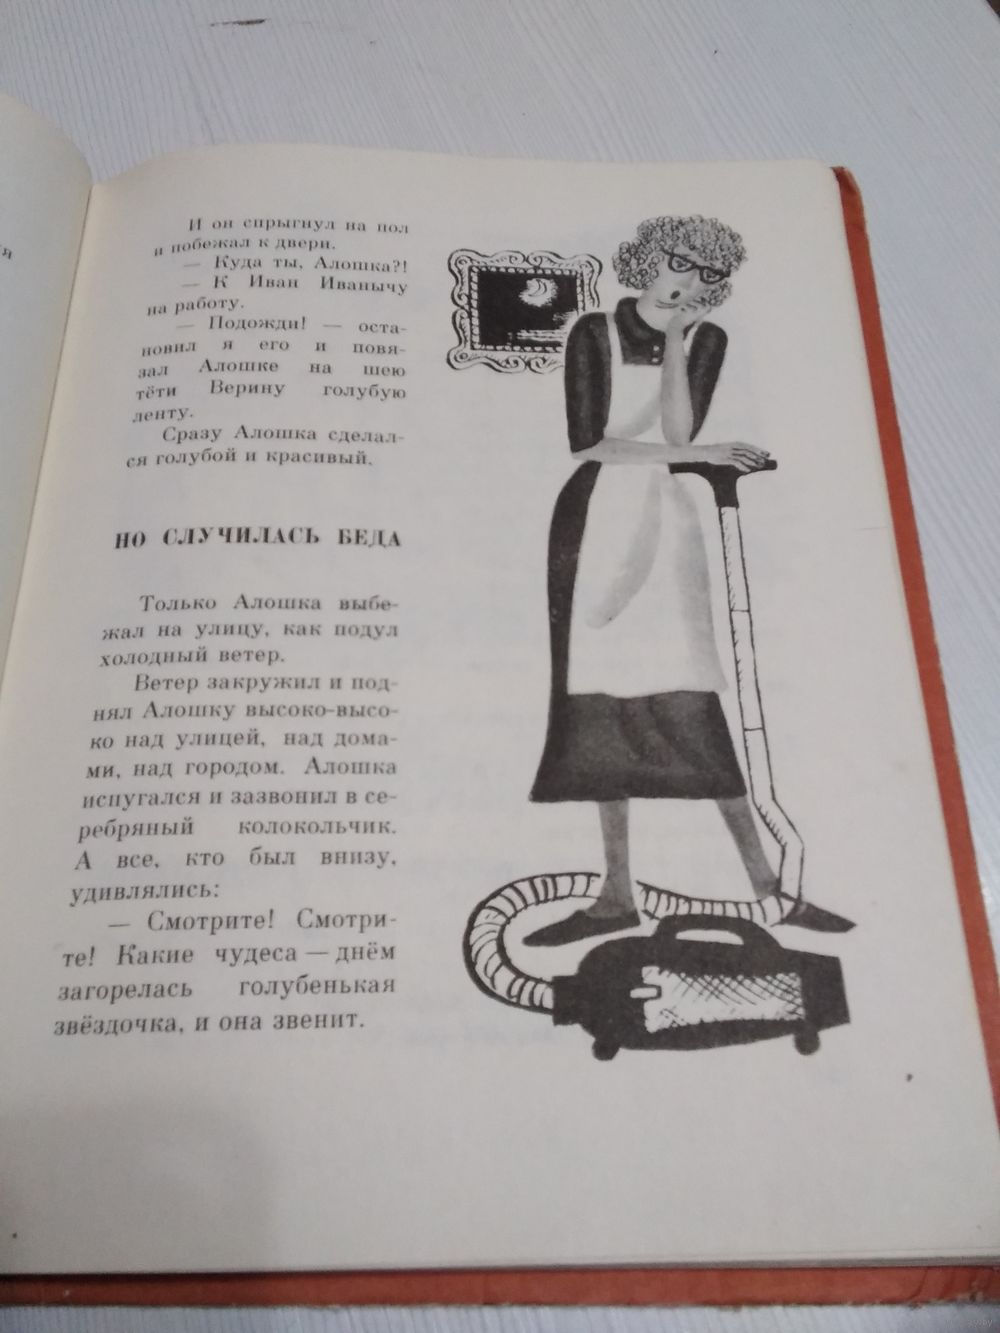 я
И он спрыгнул на пол
и побежал к двери.
— Куда ты, Алошка?!
— К Иван Иванычу
на работу.
— Подожди! — оста-
новил я его и повя-
зал Алошке на шею
тёти Верину голубую
ленту.
Сразу Алошка сделал-
ся голубой и красивый.
НО СЛУЧИЛАСЬ БЕДА
Только Алошка выбе-
жал на улицу, как подул
холодный ветер.
Ветер закружил и под-
нял Алошку высоко-высо-
ко над улицей, над дома-
ми, над городом. Алошка
испугался и зазвонил в се-
ребряный колокольчик.
А все, кто был внизу,
удивлялись:
— Смотрите! Смотри-
те! Какие чудеса — днём
загорелась голубенькая
звёздочка, и она звенит.